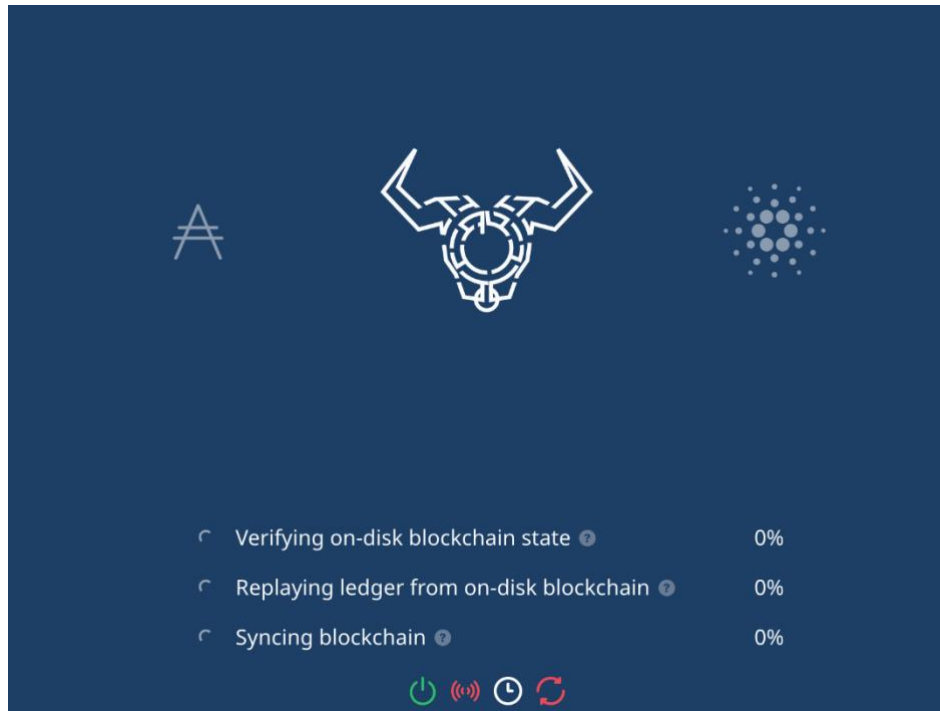 Verifying on-disk blockchain state ? 0%
Replaying ledger from on-disk blockchain ? 0%
Syncing blockchain ? 0%